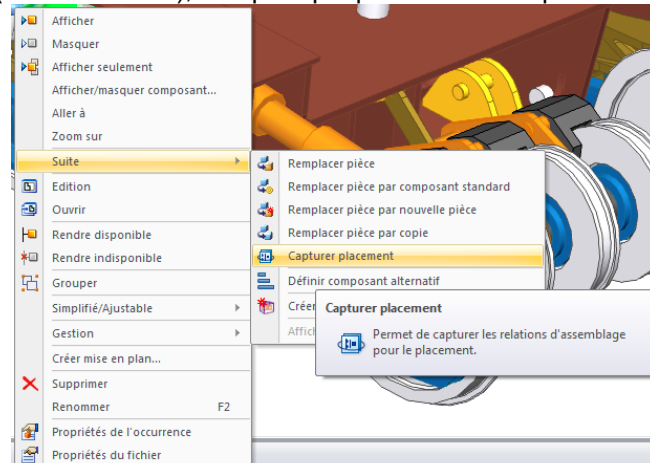 Afficher
Masquer
Afficher seulement
Afficher/masquer composant...
Aller à
Zoom sur
Suite
Edition
Ouvrir
Rendre disponible
Rendre indisponible
Grouper
Simplifié/Ajustable
Gestion
Créer mise en plan...
Supprimer
Renommer F2
Propriétés de l'occurrence
Propriétés du fichier
Remplacer pièce
Remplacer pièce par composant standard
Remplacer pièce par nouvelle pièce
Remplacer pièce par copie
Capturer placement
Définir composant alternatif
Créer
Capturer placement
Permet de capturer les relations d'assemblage
pour le placement.